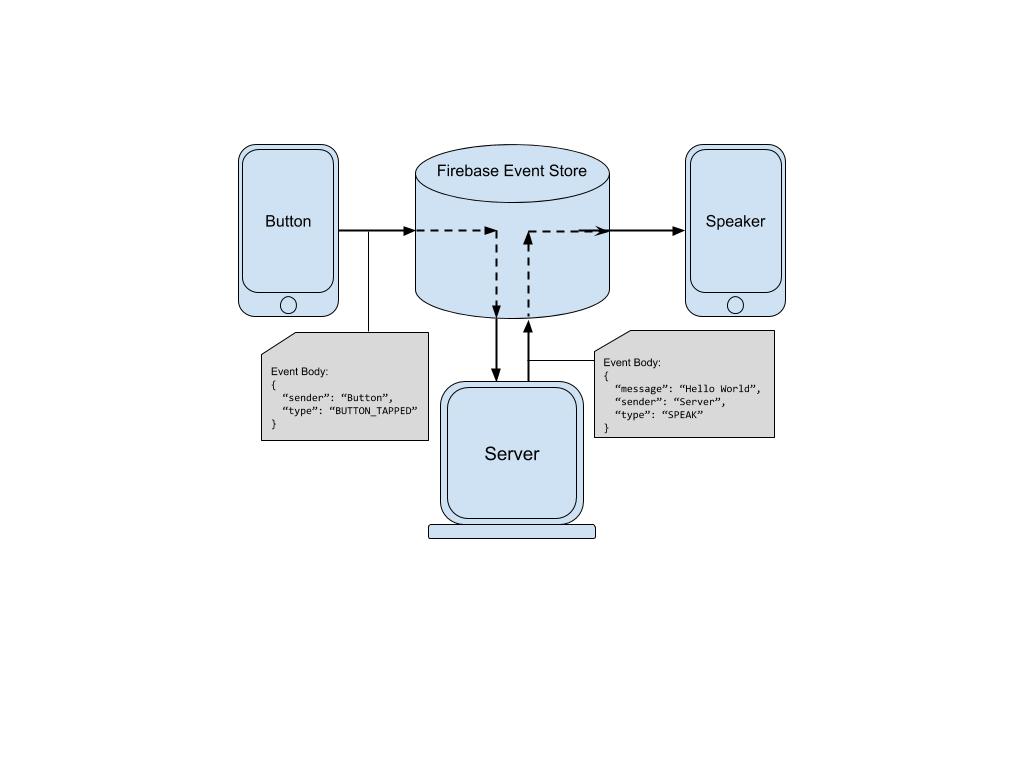 Firebase Event Store
Button
Speaker
Event Body:
{
“sender”: “Button”,
“type”: “BUTTON_TAPPED”
}
Event Body:
{
“message”: “Hello World”,
“sender”: “Server”,
“type”: “SPEAK”
}
Server